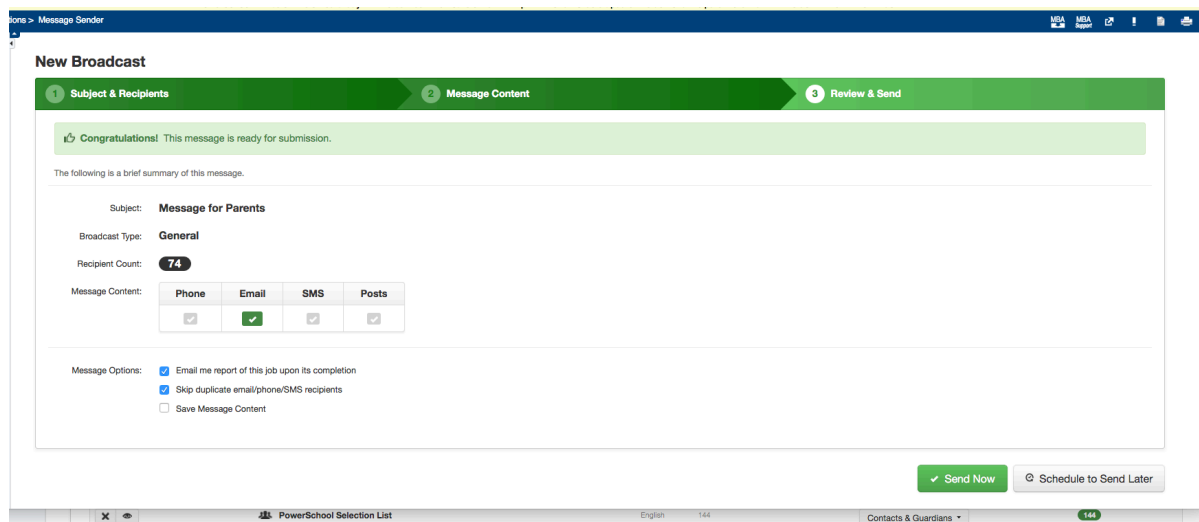 ions > Message Sender MBA MBA Support
New Broadcast
1 Subject & Recipients 2 Message Content 3 Review & Send
Congratulations! This message is ready for submission.
The following is a brief summary of this message.
Subject: Message for Parents
Broadcast Type: General
Recipient Count: 74
Message Content: Phone Email SMS Posts
Message Options: Email me report of this job upon its completion
Skip duplicate email/phone/SMS recipients
Save Message Content
Send Now Schedule to Send Later
PowerSchool Selection List English 144 Contacts & Guardians 144